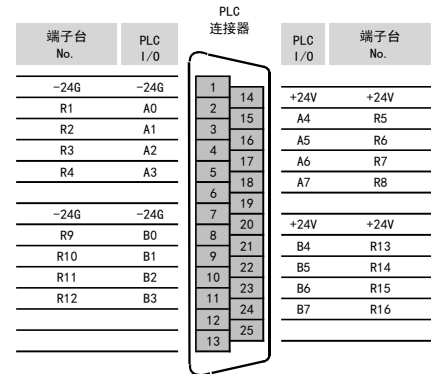 PLC
连接器
端子台 No. PLC I/O PLC I/O 端子台 No.
-24G -24G 1
14 +24V +24V
R1 A0 2
15 A4 R5
R2 A1 3
16 A5 R6
R3 A2 4
17 A6 R7
R4 A3 5
18 A7 R8
6
19
-24G -24G 7
20 +24V +24V
R9 B0 8
21 B4 R13
R10 B1 9
22 B5 R14
R11 B2 10
23 B6 R15
R12 B3 11
24 B7 R16
12
25
13